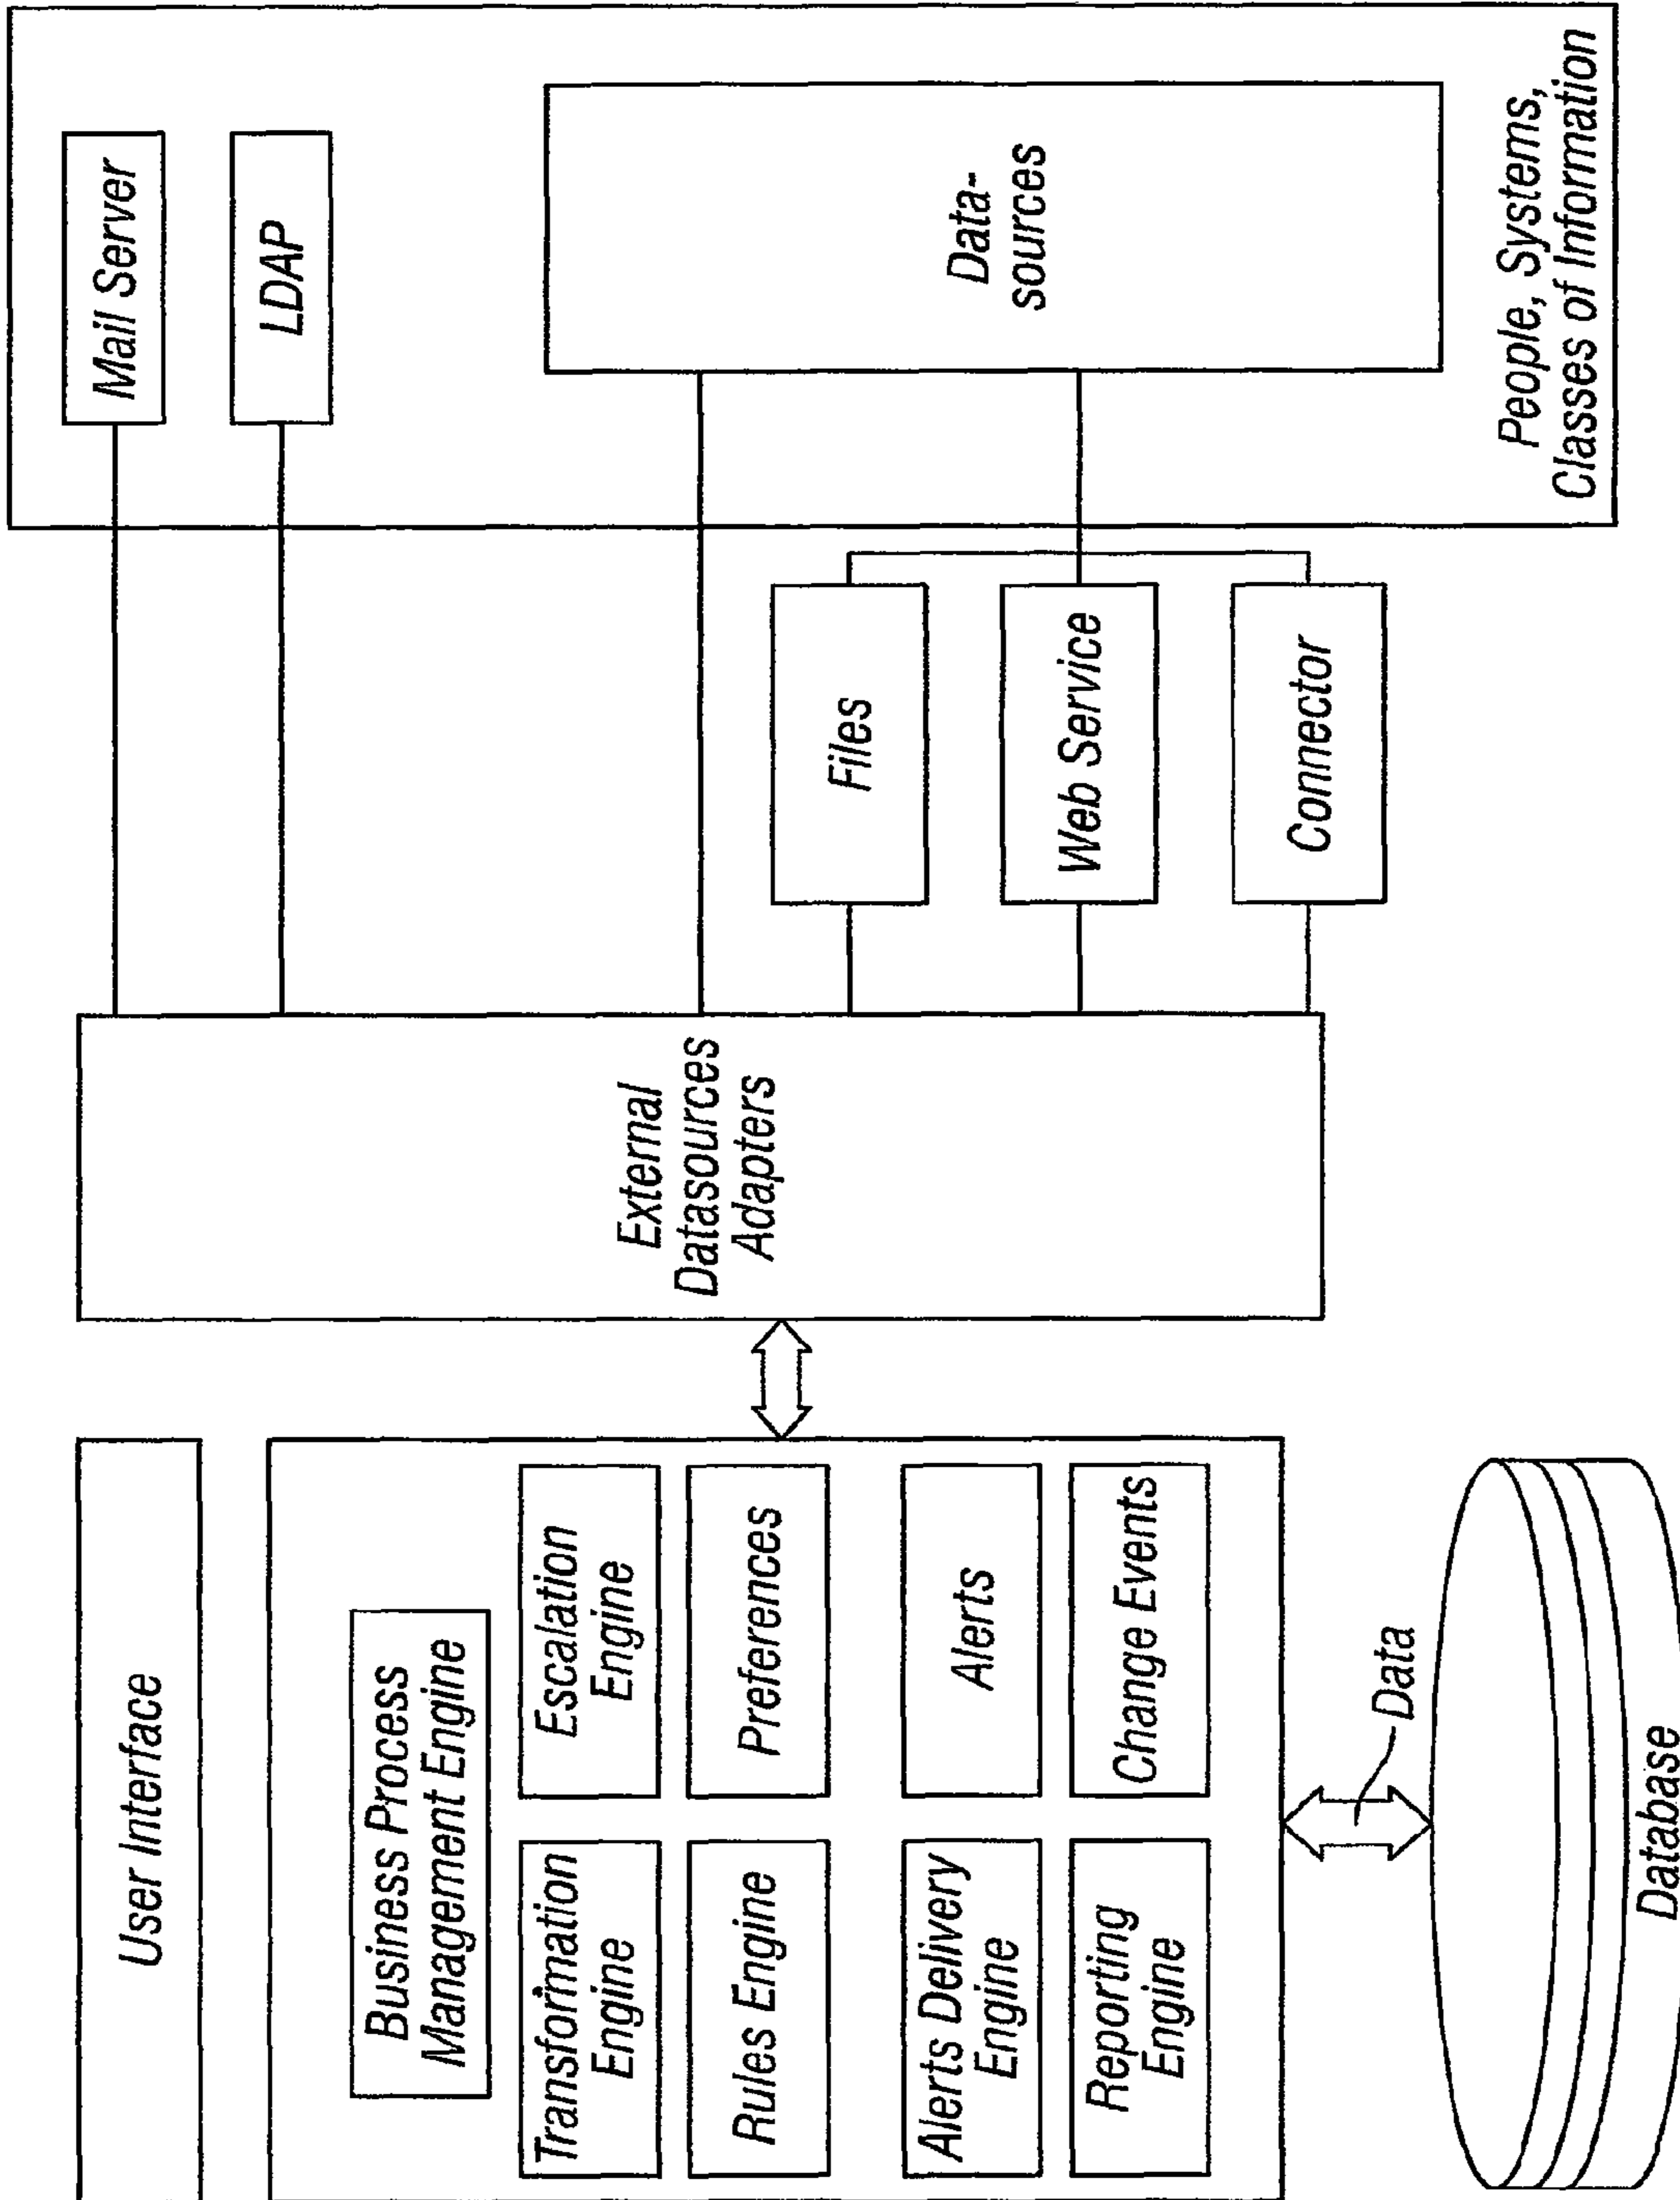 User Interface
Business Process
Management Engine
Transforimation
Engine
Escalation
Engine
Rules Engine
Preferences
Alerts Delivery
Engine
Alerts
Reporting
Engine
Change Events
Data
Database
External
Datasources
Adapters
Files
Web Service
Connector
Mail Server
LDAP
Data-
sources
People, Systems,
Classes of Information